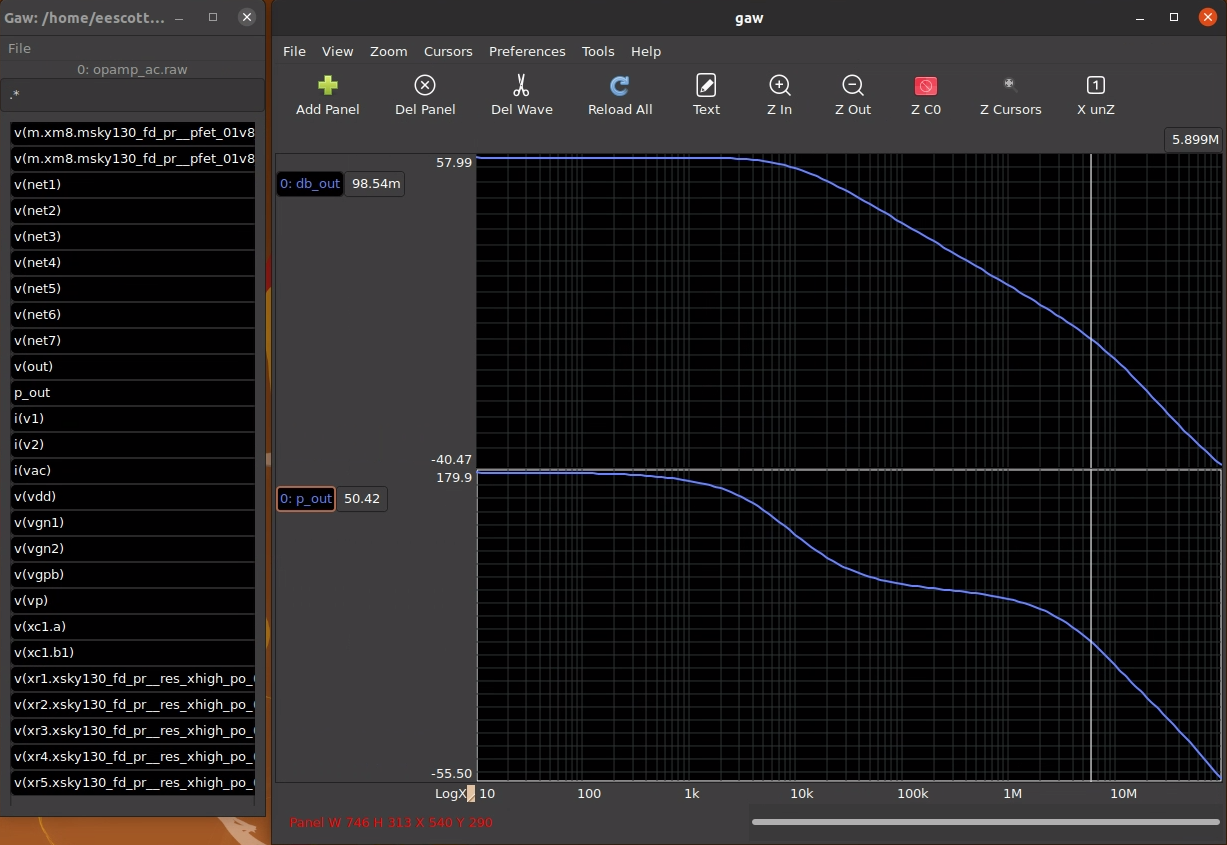 Gaw: /home/eescott...
File
0: opamp_ac.raw
.*
v(m.xm8.msky130_fd_pr__pfet_01v8
v(m.xm8.msky130_fd_pr__pfet_01v8
v(net1)
v(net2)
v(net3)
v(net4)
v(net5)
v(net6)
v(net7)
v(out)
p_out
i(v1)
i(v2)
i(vac)
v(vdd)
v(vgn1)
v(vgn2)
v(vgpb)
v(vp)
v(xc1.a)
v(xc1.b1)
v(xr1.xsky130_fd_pr__res_xhigh_po_
v(xr2.xsky130_fd_pr__res_xhigh_po_
v(xr3.xsky130_fd_pr__res_xhigh_po_
v(xr4.xsky130_fd_pr__res_xhigh_po_
v(xr5.xsky130_fd_pr__res_xhigh_po_
gaw
File View Zoom Cursors Preferences Tools Help
Add Panel Del Panel Del Wave Reload All Text Z In Z Out Z C0 Z Cursors 1 X unZ
5.899M
57.99
0: db_out 98.54m
-40.47
179.9
0: p_out 50.42
-55.50
LogX 10 100 1k 10k 100k 1M 10M
Panel W 746 H 313 X 540 Y 290